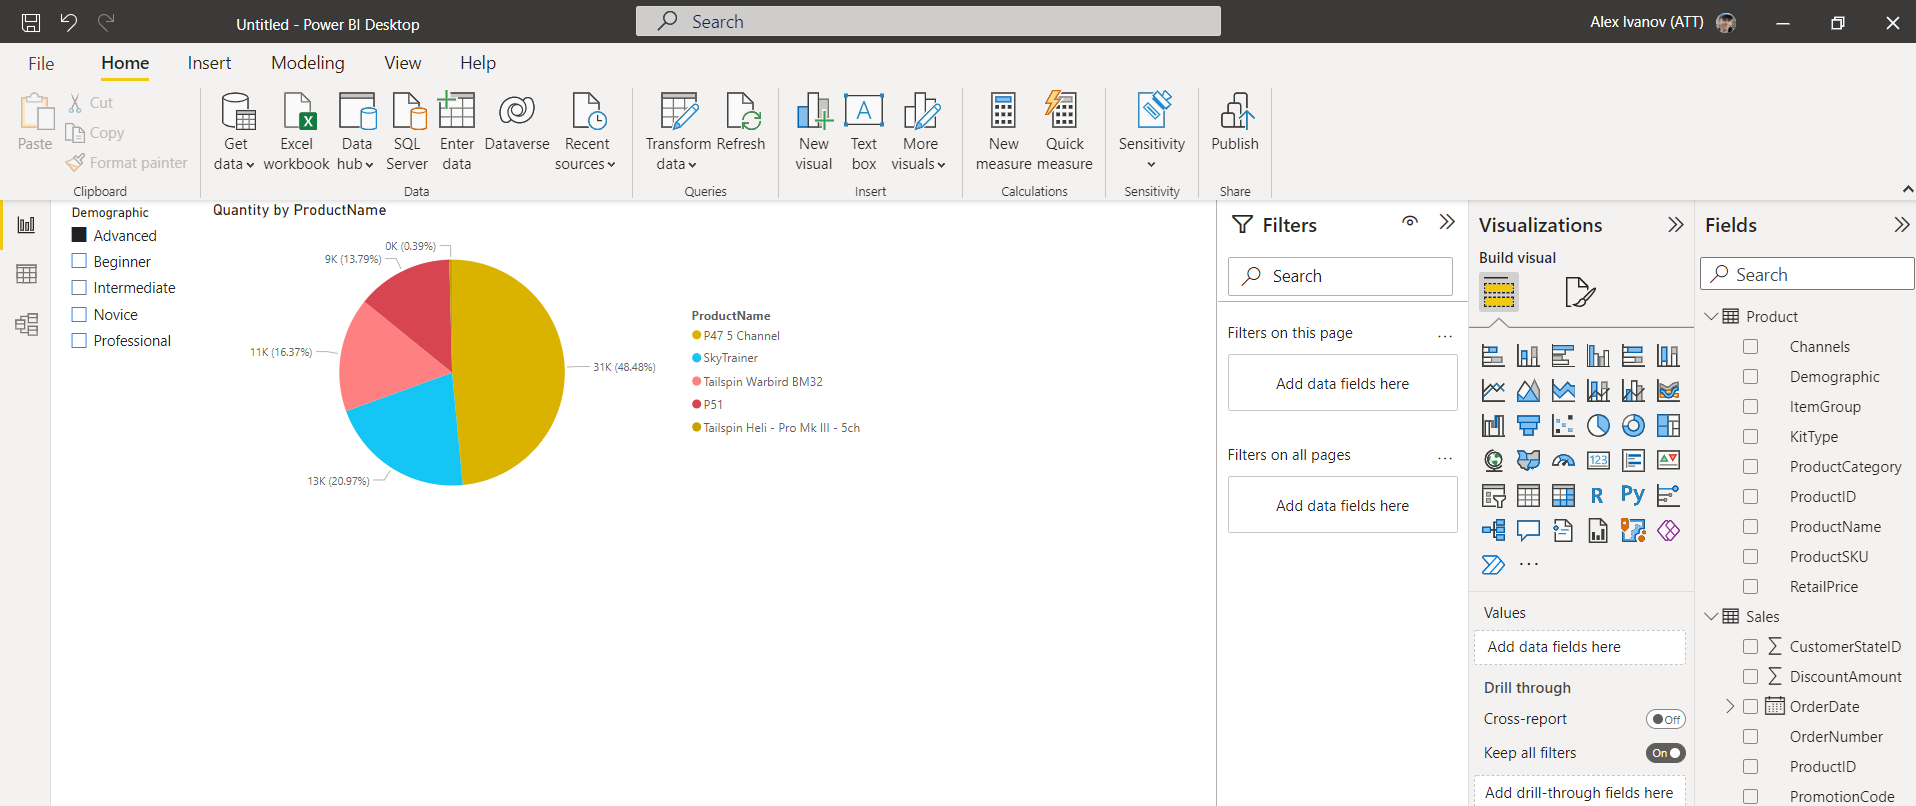 Untitled - Power BI Desktop
Search
Alex Ivanov (ATT)
File
Home
Insert
Modeling
View
Help
Paste
Cut
Copy
Format painter
Clipboard
Get
data
Excel
workbook
Data
hub
SQL
Server
Enter
data
Dataverse
Recent
sources
Data
Transform
data
Refresh
Queries
New
visual
Text
box
More
visuals
Insert
New
measure
Quick
measure
Calculations
Sensitivity
Sensitivity
Publish
Share
Demographic
Advanced
Beginner
Intermediate
Novice
Professional
Quantity by ProductName
0K (0.39%)
9K (13.79%)
11K (16.37%)
13K (20.97%)
31K (48.48%)
ProductName
P47 5 Channel
SkyTrainer
Tailspin Warbird BM32
P51
Tailspin Heli - Pro Mk III - 5ch
Filters
Search
Filters on this page
...
Add data fields here
Filters on all pages
...
Add data fields here
Visualizations
Build visual
123
R
Py
...
Values
Add data fields here
Drill through
Cross-report
Off
Keep all filters
On
Add drill-through fields here
Fields
Search
Product
Channels
Demographic
ItemGroup
KitType
ProductCategory
ProductID
ProductName
ProductSKU
RetailPrice
Sales
CustomerStateID
DiscountAmount
OrderDate
OrderNumber
ProductID
PromotionCode